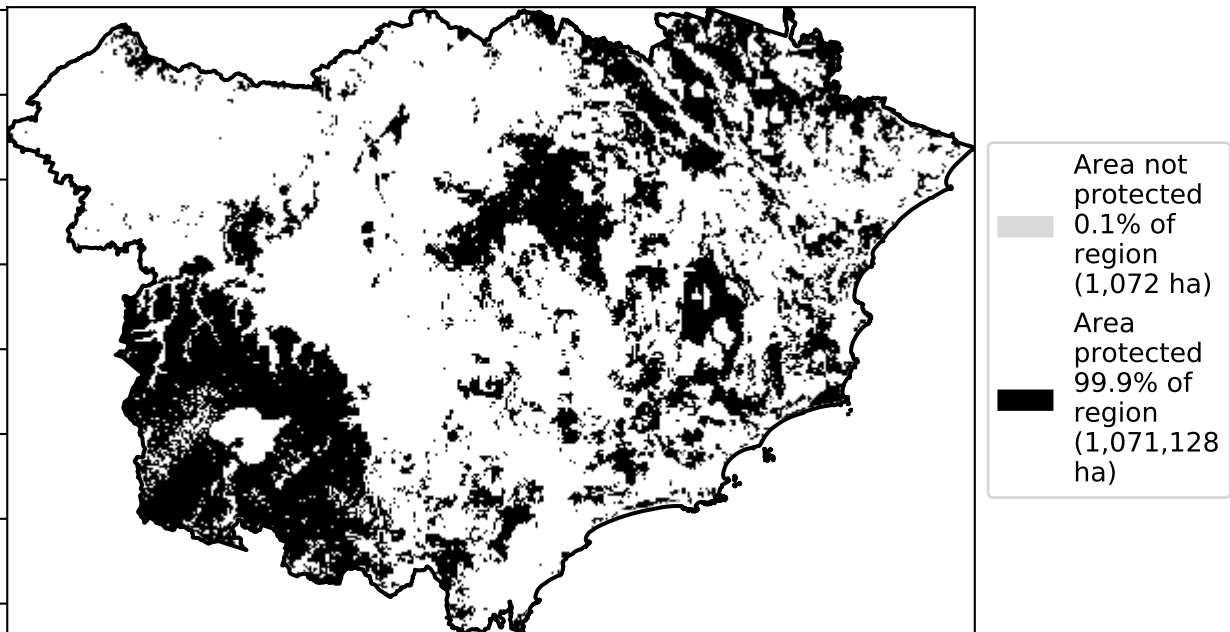 Area not
protected
0.1% of
region
(1,072 ha)
Area
protected
99.9% of
region
(1,071,128
ha)